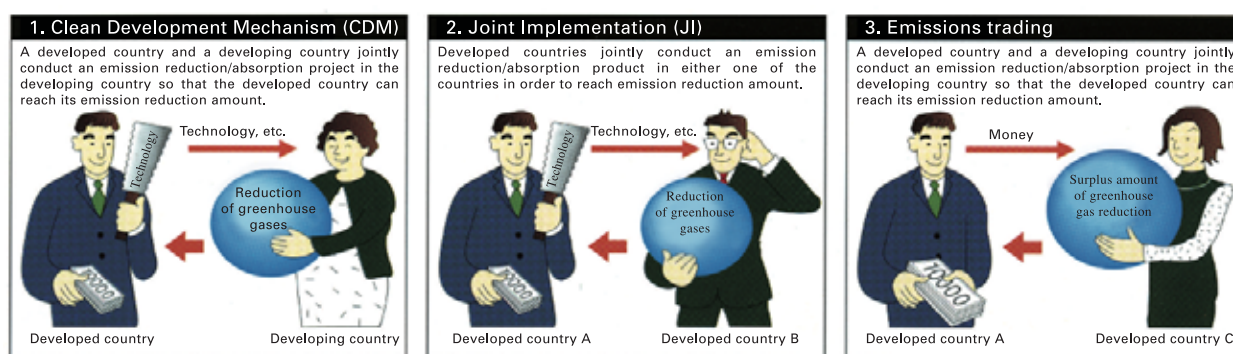 1. Clean Development Mechanism (CDM)
A developed country and a developing country jointly
conduct an emission reduction/absorption project in the
developing country so that the developed country can
reach its emission reduction amount.
Technology, etc.
Technology
Reduction
of greenhouse
gases
10000
Developed country
Developing country
2. Joint Implementation (JI)
Developed countries jointly conduct an emission
reduction/absorption product in either one of the
countries in order to reach emission reduction amount.
Technology, etc.
Technology
Reduction
of greenhouse
gases
10000
Developed country A
Developed country B
3. Emissions trading
A developed country and a developing country jointly
conduct an emission reduction/absorption project in the
developing country so that the developed country can
reach its emission reduction amount.
Money
Surplus amount
of greenhouse
gas reduction
10000
Developed country A
Developed country C